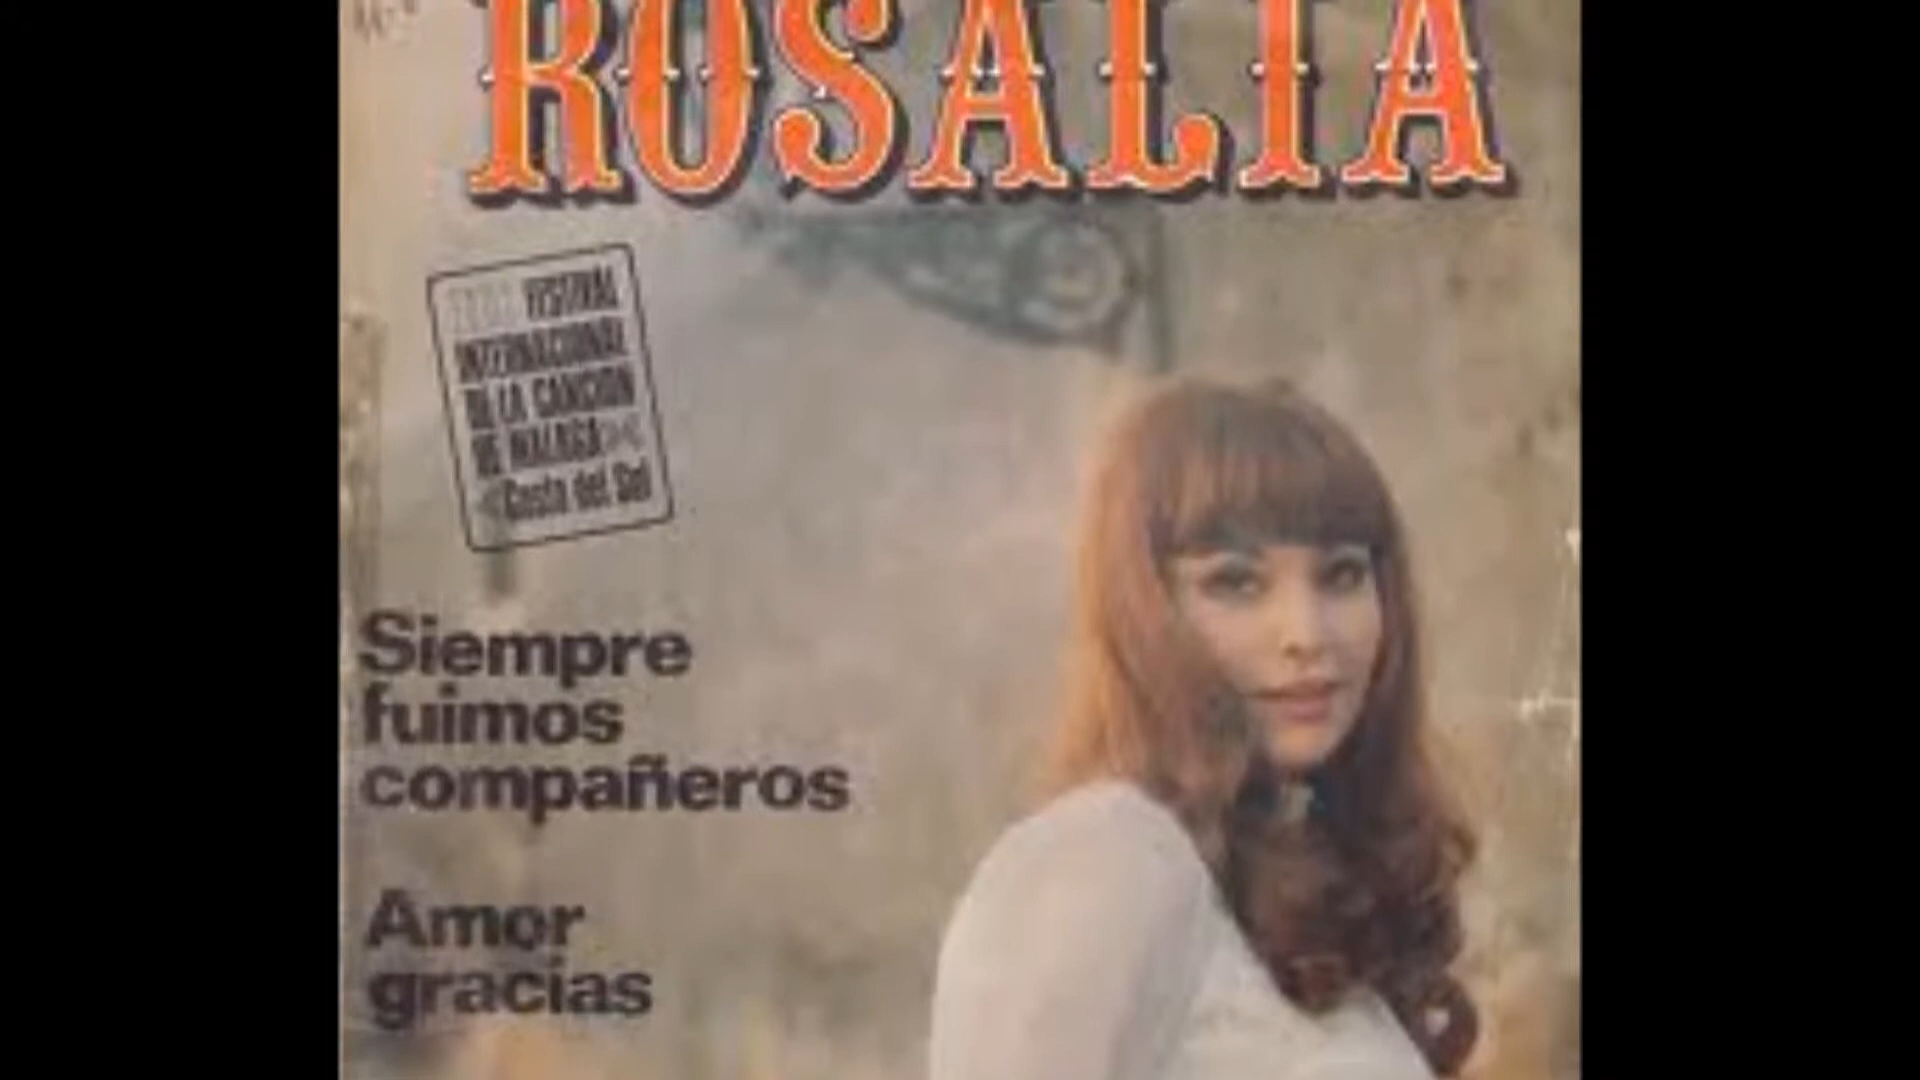 ROSALIA
FESTIVAL
INTERNACIONAL
DE LA CANCION
DE MALAGA
Costa del Sol
Siempre
fuimos
compañeros
Amor
gracias